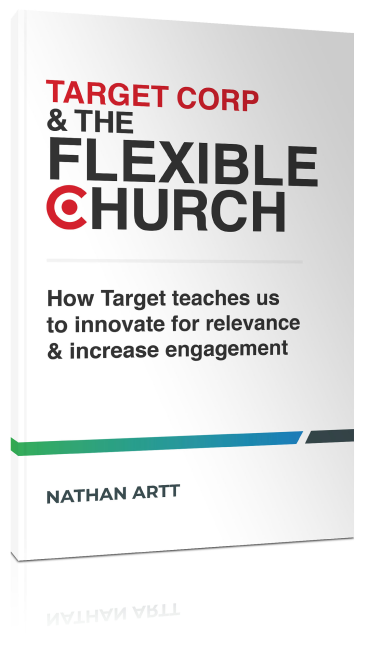 TARGET CORP
& THE
FLEXIBLE
CHURCH
How Target teaches us
to innovate for relevance
& increase engagement
NATHAN ARTT